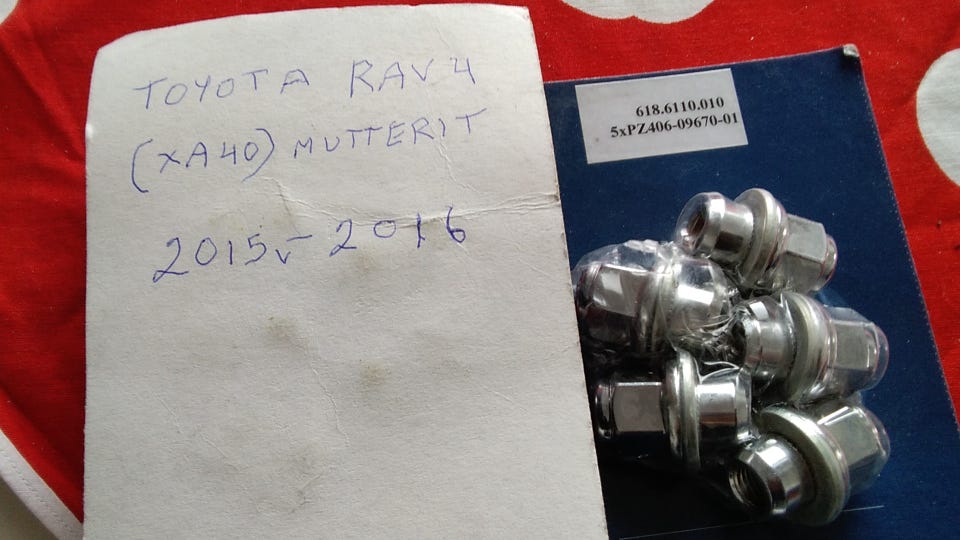 TOYOTA RAV4
(XA40) MUTTERIT
2015v-2016
618.6110.010
5xPZ406-09670-01